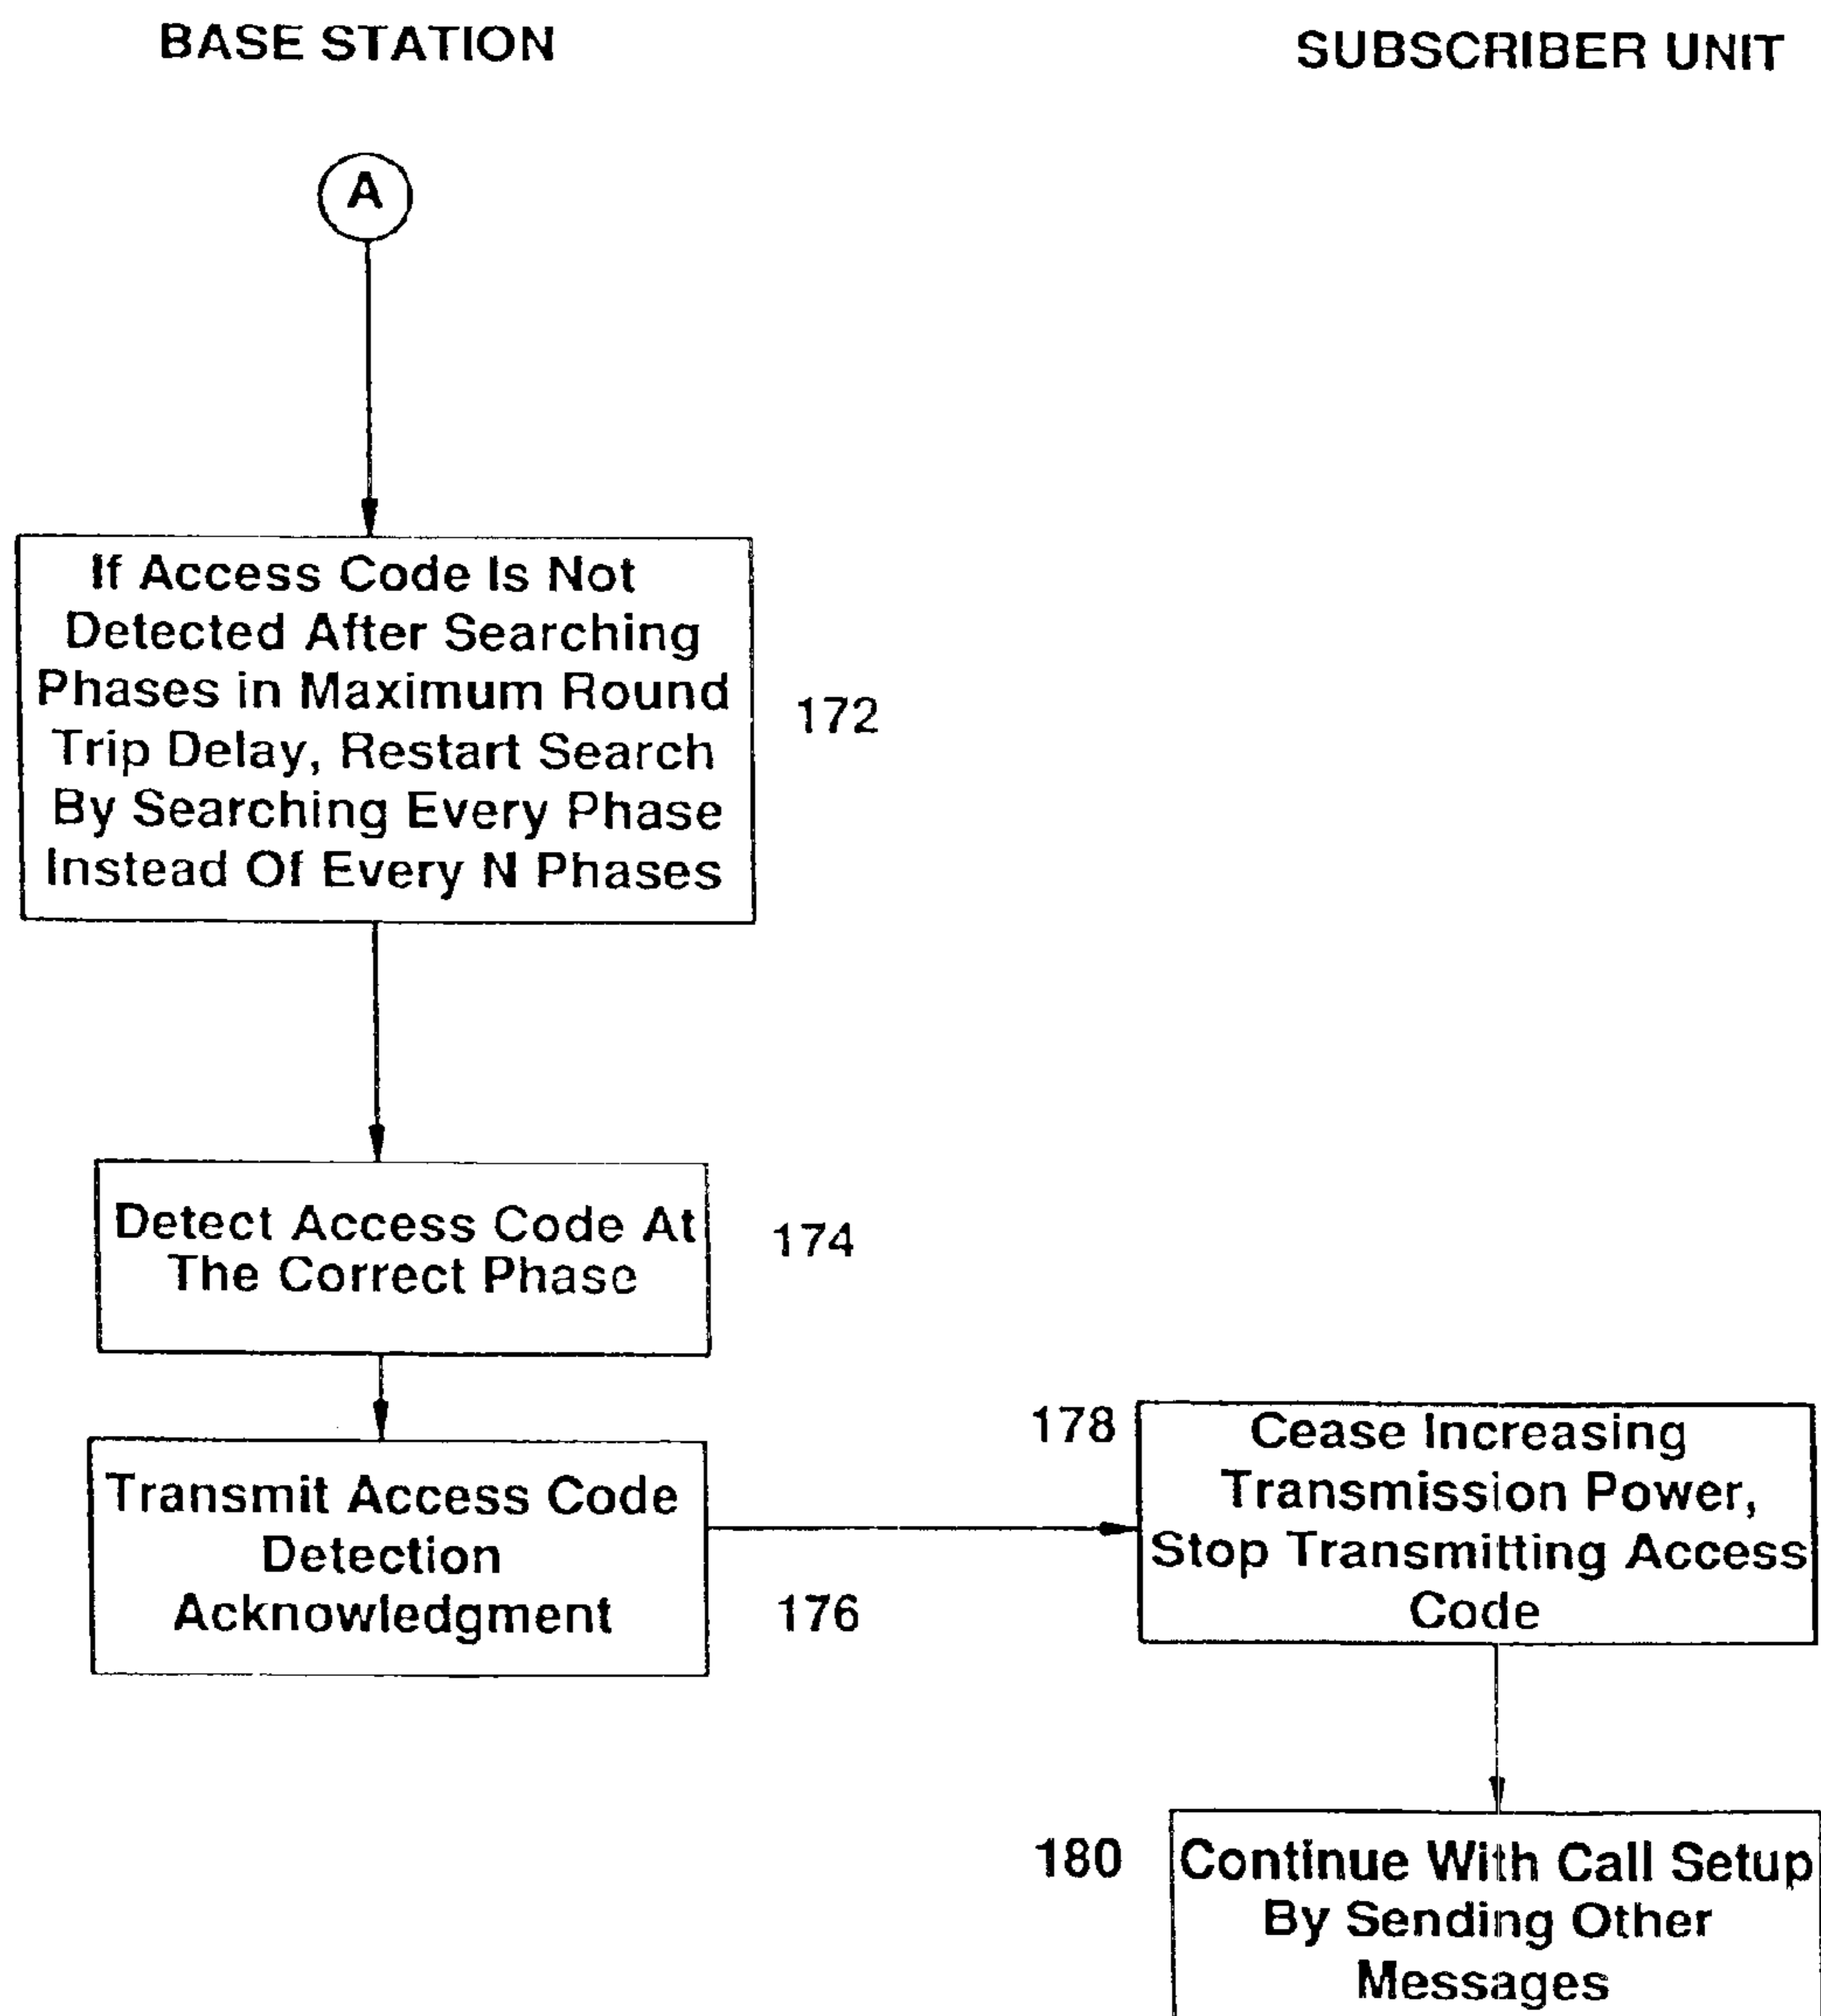 BASE STATION
SUBSCRIBER UNIT
A
If Access Code Is Not
Detected After Searching
Phases in Maximum Round
Trip Delay, Restart Search
By Searching Every Phase
Instead Of Every N Phases
172
Detect Access Code At
The Correct Phase
174
Transmit Access Code
Detection
Acknowledgment
176
178
Cease Increasing
Transmission Power,
Stop Transmitting Access
Code
180
Continue With Call Setup
By Sending Other
Messages